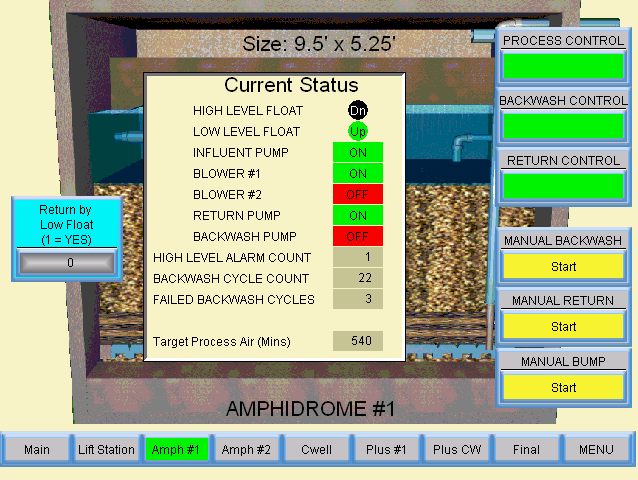 Size: 9.5' x 5.25'
Current Status
HIGH LEVEL FLOAT Dn
LOW LEVEL FLOAT Up
INFLUENT PUMP ON
BLOWER #1 ON
BLOWER #2 OFF
RETURN PUMP ON
BACKWASH PUMP OFF
HIGH LEVEL ALARM COUNT 1
BACKWASH CYCLE COUNT 22
FAILED BACKWASH CYCLES 3
Target Process Air (Mins) 540
Return by
Low Float
(1 = YES)
0
PROCESS CONTROL
BACKWASH CONTROL
RETURN CONTROL
MANUAL BACKWASH
Start
MANUAL RETURN
Start
MANUAL BUMP
Start
AMPHIDROME #1
Main Lift Station Amph #1 Amph #2 Cwell Plus #1 Plus CW Final MENU